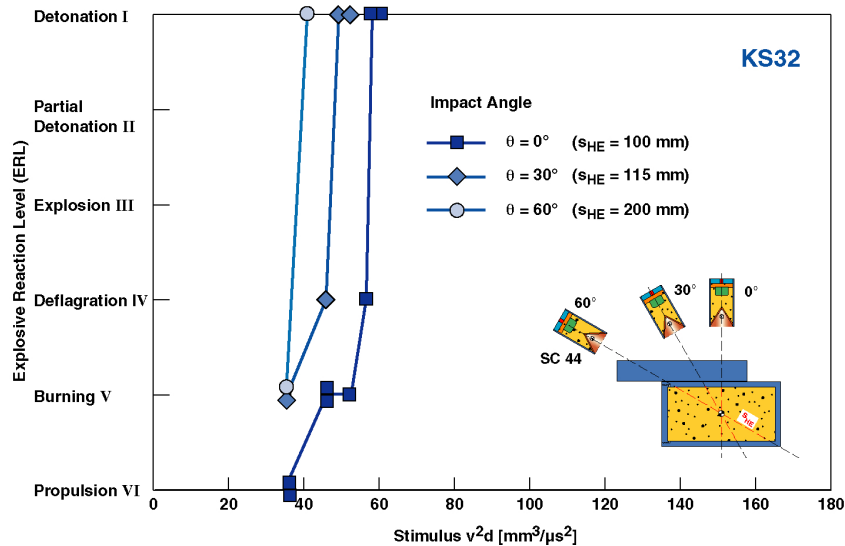 Detonation I
Partial
Detonation II
Explosion III
Deflagration IV
Burning V
Propulsion VI
Explosive Reaction Level (ERL)
KS32
Impact Angle
θ = 0° (sHE = 100 mm)
θ = 30° (sHE = 115 mm)
θ = 60° (sHE = 200 mm)
60°
30°
0°
SC 44
sHE
0 20 40 60 80 100 120 140 160 180
Stimulus v²d [mm³/µs²]